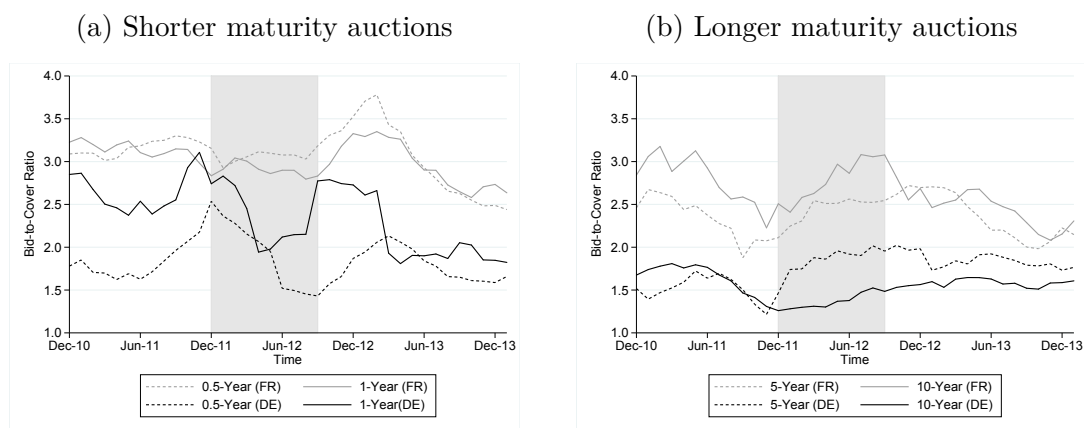 (a) Shorter maturity auctions
4.0
3.5
3.0
2.5
2.0
1.5
1.0
Bid-to-Cover Ratio
Dec-10 Jun-11 Dec-11 Jun-12 Dec-12 Jun-13 Dec-13
Time
0.5-Year (FR) 1-Year (FR)
0.5-Year (DE) 1-Year(DE)
(b) Longer maturity auctions
4.0
3.5
3.0
2.5
2.0
1.5
1.0
Bid-to-Cover Ratio
Dec-10 Jun-11 Dec-11 Jun-12 Dec-12 Jun-13 Dec-13
Time
5-Year (FR) 10-Year (FR)
5-Year (DE) 10-Year (DE)